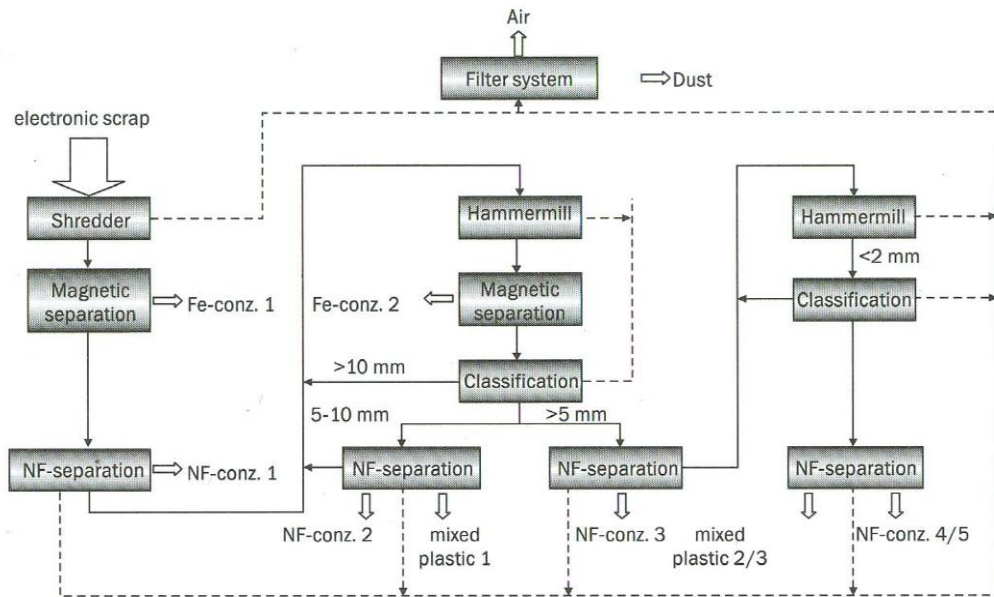 Air
Filter system
Dust
electronic scrap
Shredder
Hammermill
Hammermill
<2 mm
Magnetic
separation
Fe-conz. 1
Fe-conz. 2
Magnetic
separation
Classification
>10 mm
Classification
5-10 mm
>5 mm
NF-separation
NF-conz. 1
NF-separation
NF-separation
NF-separation
NF-conz. 2
mixed
plastic 1
NF-conz. 3
mixed
plastic 2/3
NF-conz. 4/5